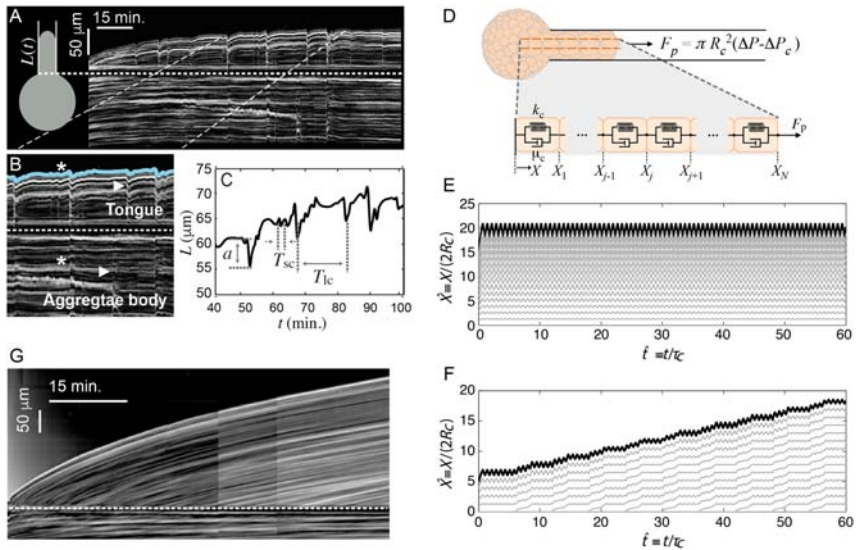 A
15 min.
50 μm
L(t)
B
*
Tongue
*
Aggregtae body
C
75
70
65
60
55
50
L (μm)
a
T_sc
T_lc
40
50
60
70
80
90
100
t (min.)
D
F_p = π R_c^2(ΔP-ΔP_c)
k_c
μ_c
F_p
X
X_1
X_{j-1}
X_j
X_{j+1}
X_N
E
25
20
15
10
5
0
X̂≡X/(2R_C)
0
10
20
30
40
50
60
t̂ ≡t/τ_C
F
20
15
10
5
0
X̂≡X/(2R_C)
0
10
20
30
40
50
60
t̂ ≡t/τ_C
G
15 min.
50 μm